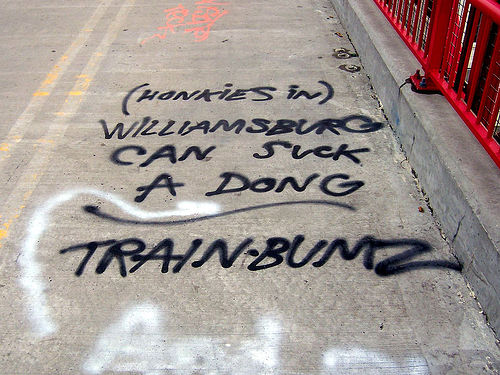 (HONKIES iN)
WILLIAMSBURG
CAN SUCK
A DONG
TRAIN·BUMZ